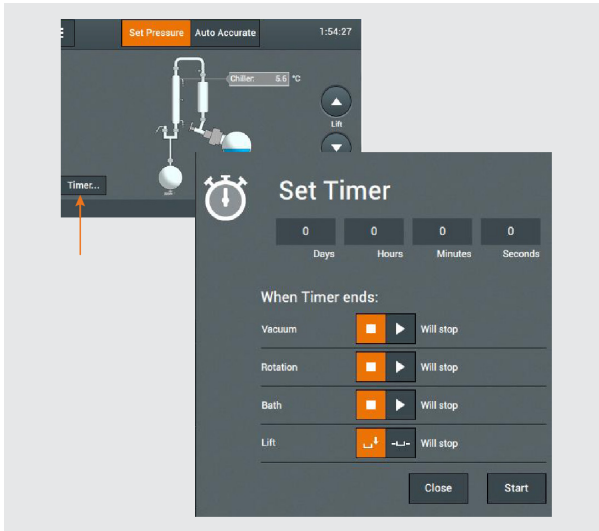 Set Pressure Auto Accurate 1:54:27
Chiller: 5.6 °C
Lift
Timer...
Set Timer
0 0 0 0
Days Hours Minutes Seconds
When Timer ends:
Vacuum Will stop
Rotation Will stop
Bath Will stop
Lift Will stop
Close Start